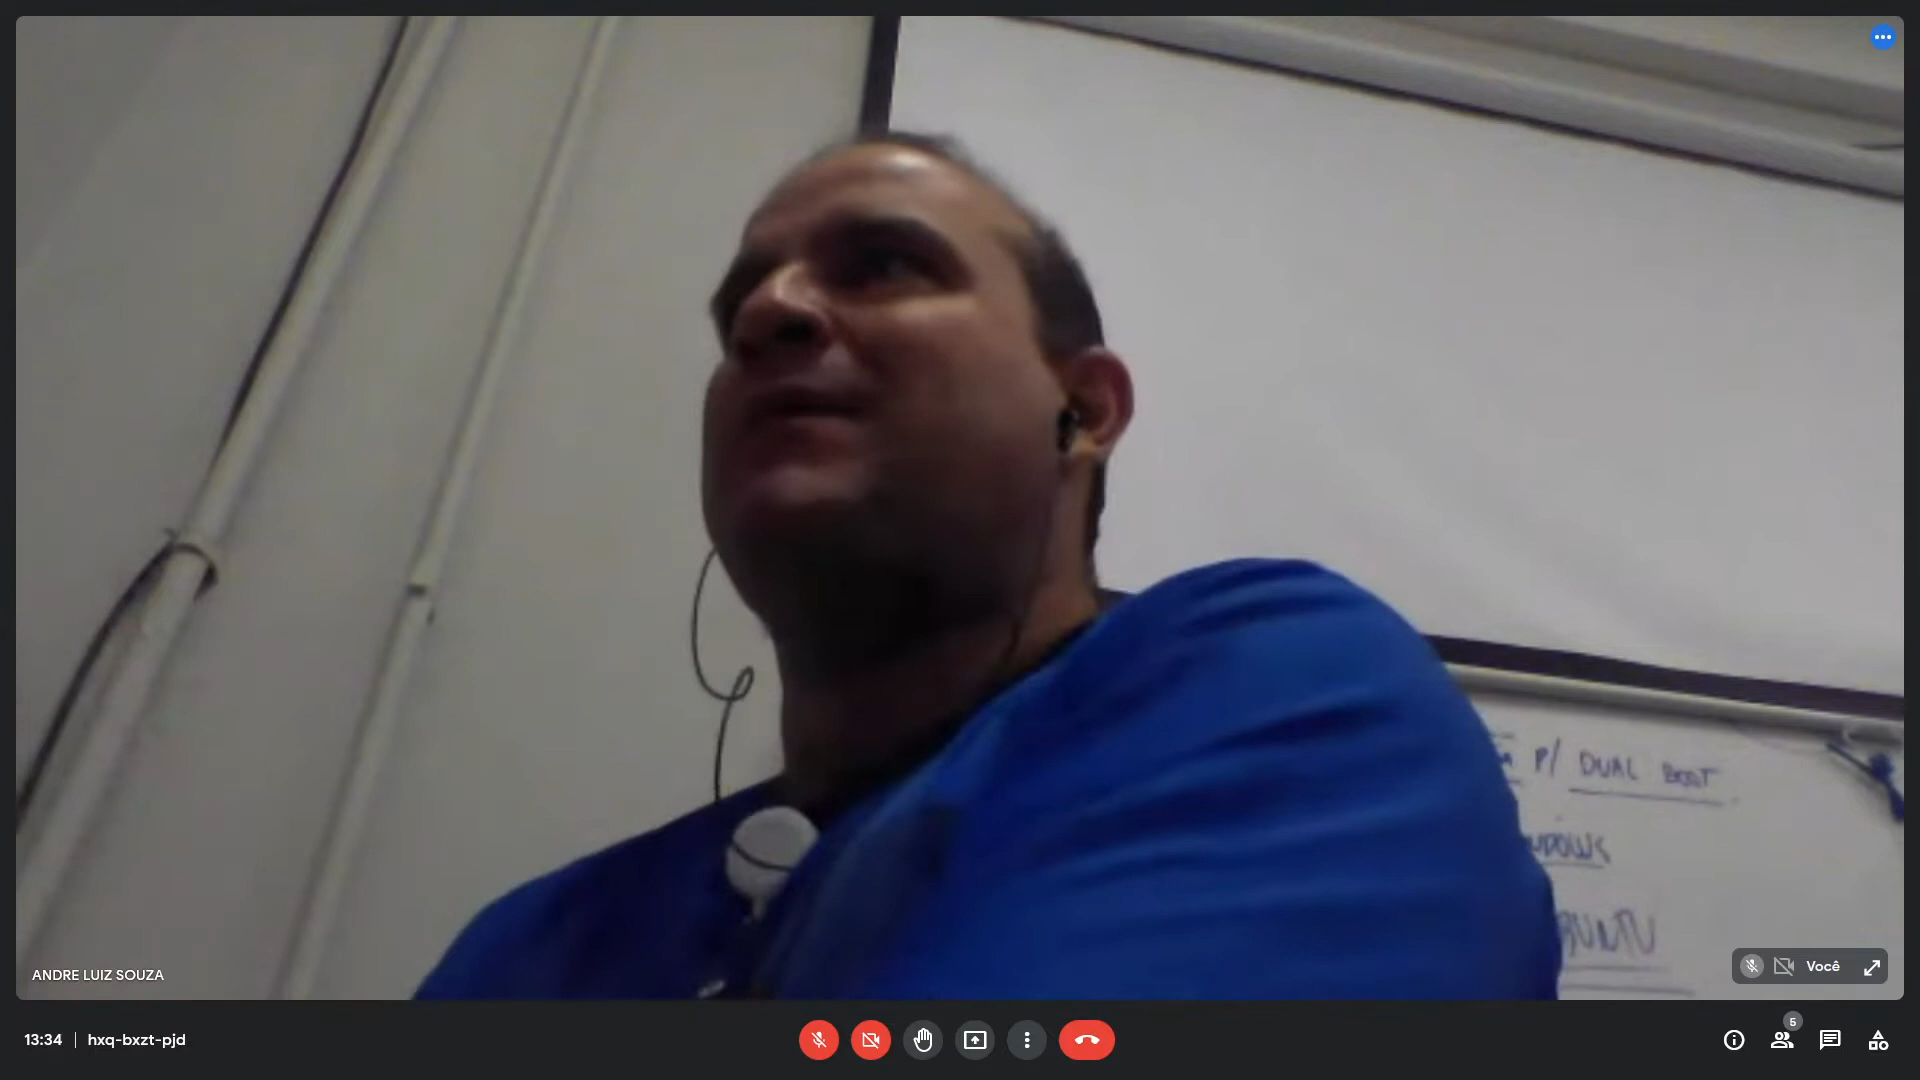 P/ DUAL BOOT
ANDRE LUIZ SOUZA
Você
13:34
hxq-bxzt-pjd
5